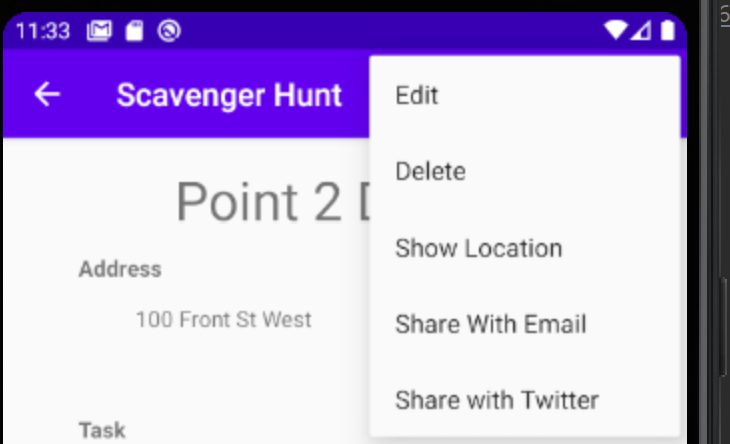 11:33
Scavenger Hunt
Edit
Delete
Show Location
Share With Email
Share with Twitter
Point 2
Address
100 Front St West
Task